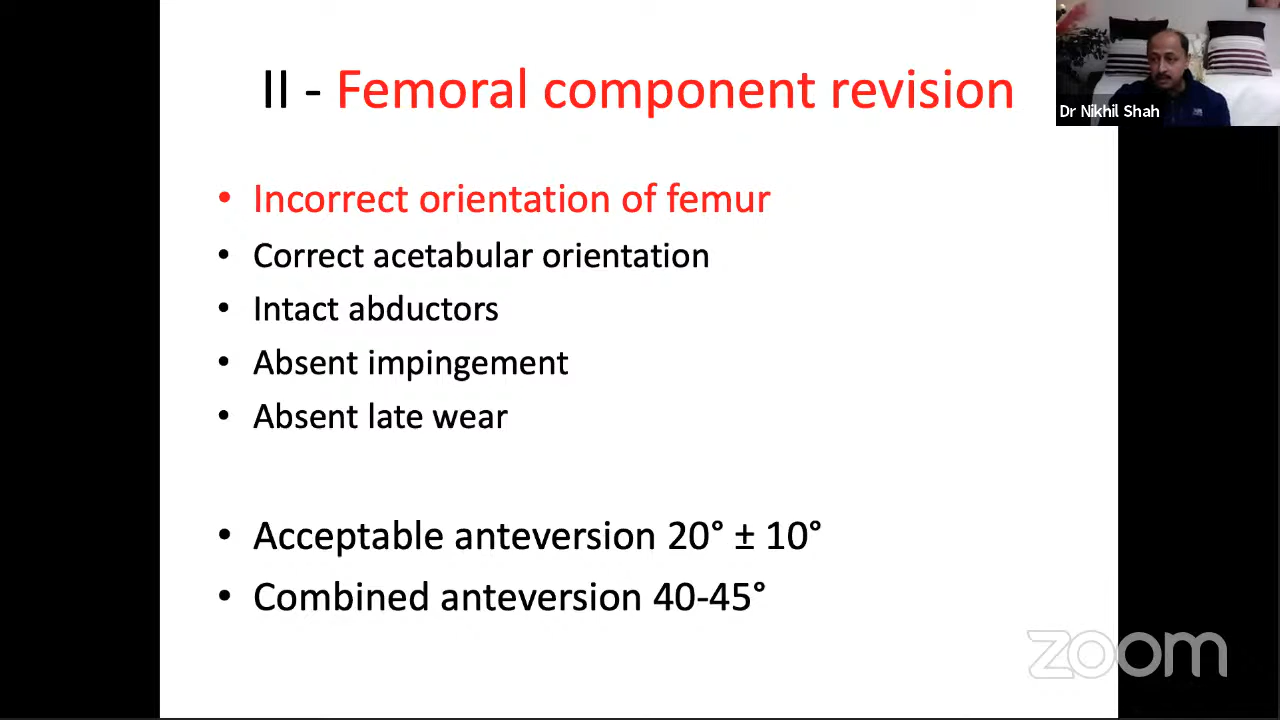 II - Femoral component revision
Dr Nikhil Shah
• Incorrect orientation of femur
• Correct acetabular orientation
• Intact abductors
• Absent impingement
• Absent late wear
• Acceptable anteversion 20° ± 10°
• Combined anteversion 40-45°
zoom